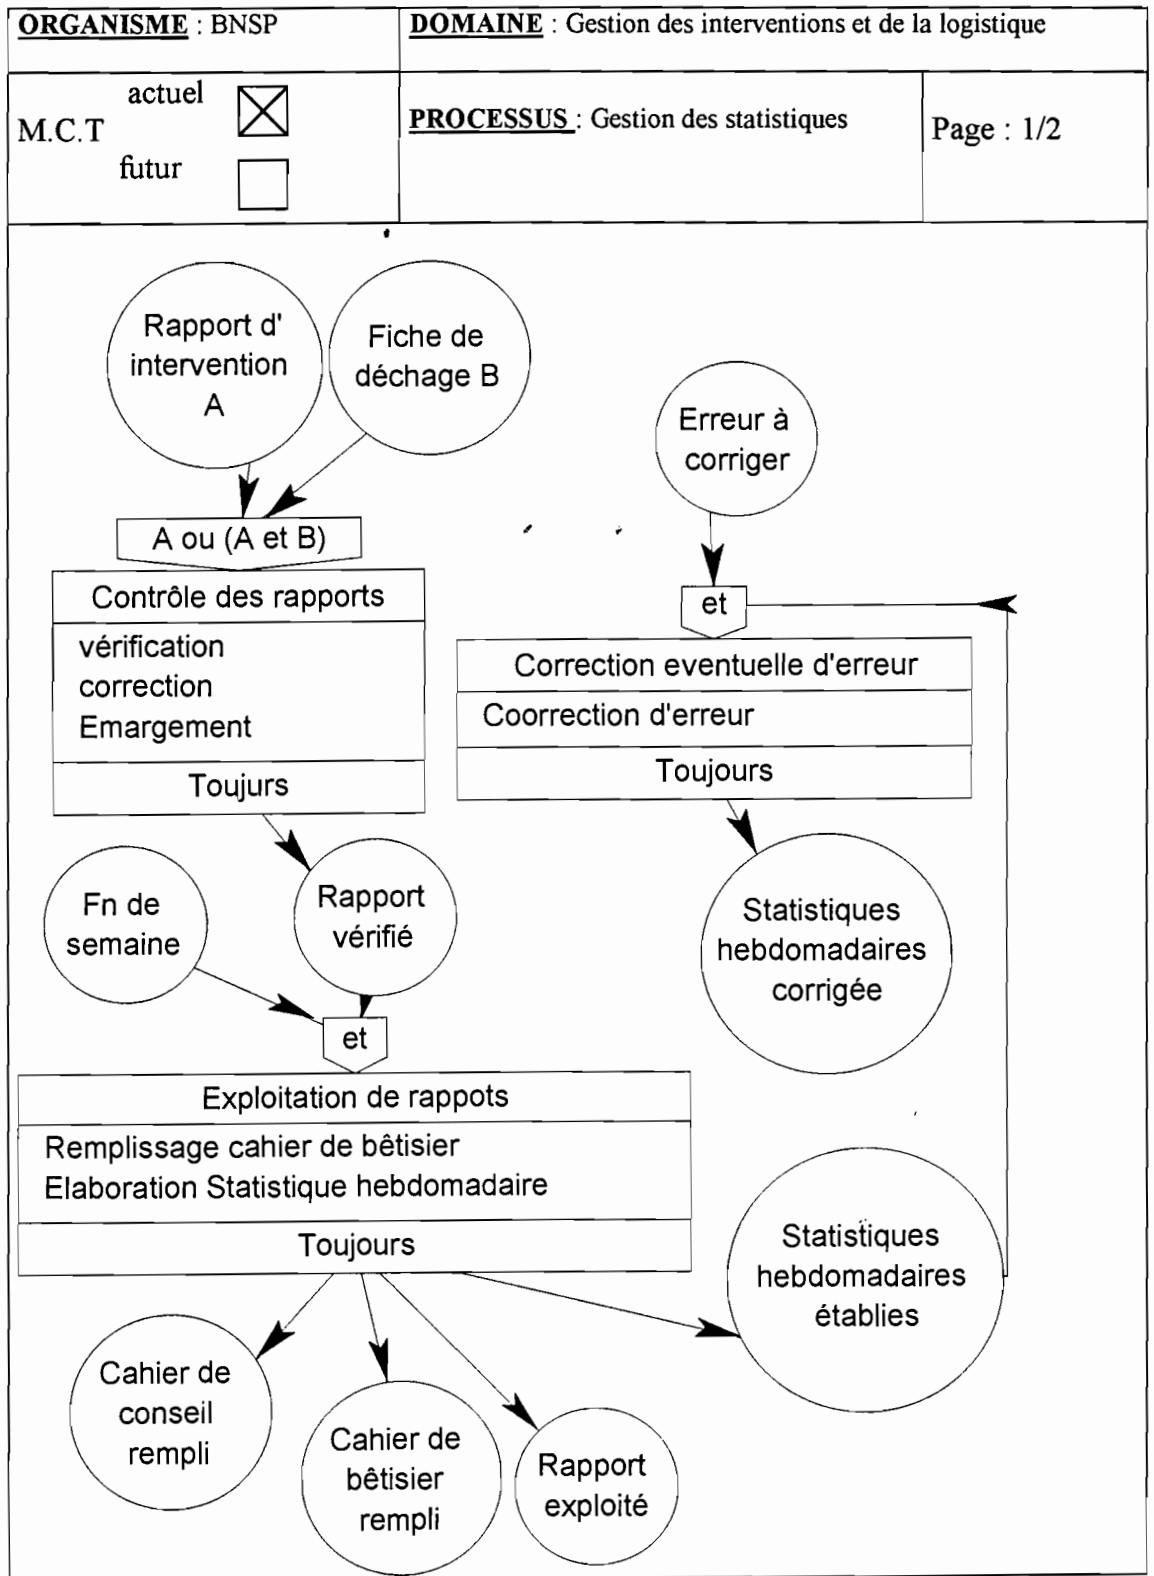 ORGANISME : BNSP
DOMAINE : Gestion des interventions et de la logistique
actuel
M.C.T
futur
PROCESSUS : Gestion des statistiques
Page : 1/2
Rapport d'
intervention
A
Fiche de
déchage B
Erreur à
corriger
A ou (A et B)
Contrôle des rapports
vérification
correction
Emargement
Toujurs
et
Correction eventuelle d'erreur
Coorrection d'erreur
Toujours
Fn de
semaine
Rapport
vérifié
Statistiques
hebdomadaires
corrigée
et
Exploitation de rappots
Remplissage cahier de bêtisier
Elaboration Statistique hebdomadaire
Toujours
Statistiques
hebdomadaires
établies
Cahier de
conseil
rempli
Cahier de
bêtisier
rempli
Rapport
exploité